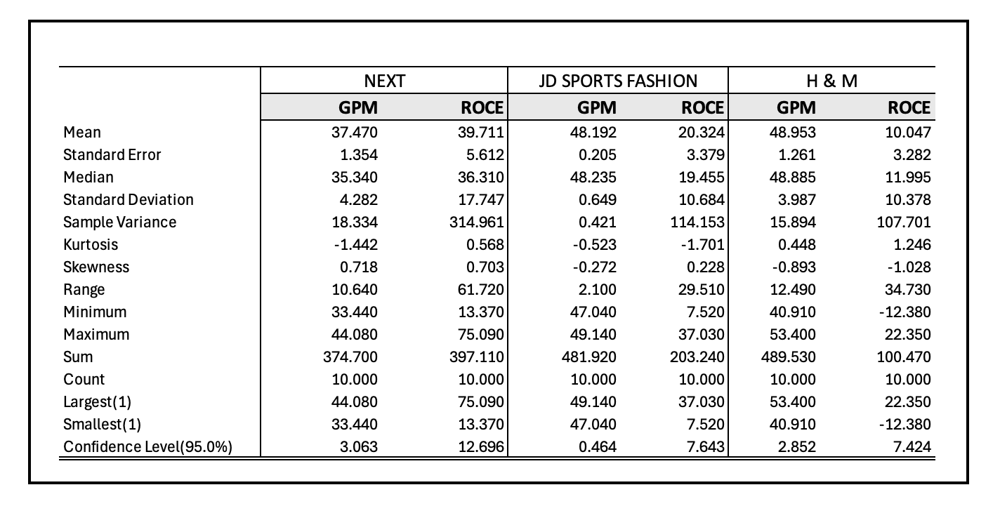 NEXT JD SPORTS FASHION H & M
GPM ROCE GPM ROCE GPM ROCE
Mean 37.470 39.711 48.192 20.324 48.953 10.047
Standard Error 1.354 5.612 0.205 3.379 1.261 3.282
Median 35.340 36.310 48.235 19.455 48.885 11.995
Standard Deviation 4.282 17.747 0.649 10.684 3.987 10.378
Sample Variance 18.334 314.961 0.421 114.153 15.894 107.701
Kurtosis -1.442 0.568 -0.523 -1.701 0.448 1.246
Skewness 0.718 0.703 -0.272 0.228 -0.893 -1.028
Range 10.640 61.720 2.100 29.510 12.490 34.730
Minimum 33.440 13.370 47.040 7.520 40.910 -12.380
Maximum 44.080 75.090 49.140 37.030 53.400 22.350
Sum 374.700 397.110 481.920 203.240 489.530 100.470
Count 10.000 10.000 10.000 10.000 10.000 10.000
Largest(1) 44.080 75.090 49.140 37.030 53.400 22.350
Smallest(1) 33.440 13.370 47.040 7.520 40.910 -12.380
Confidence Level(95.0%) 3.063 12.696 0.464 7.643 2.852 7.424